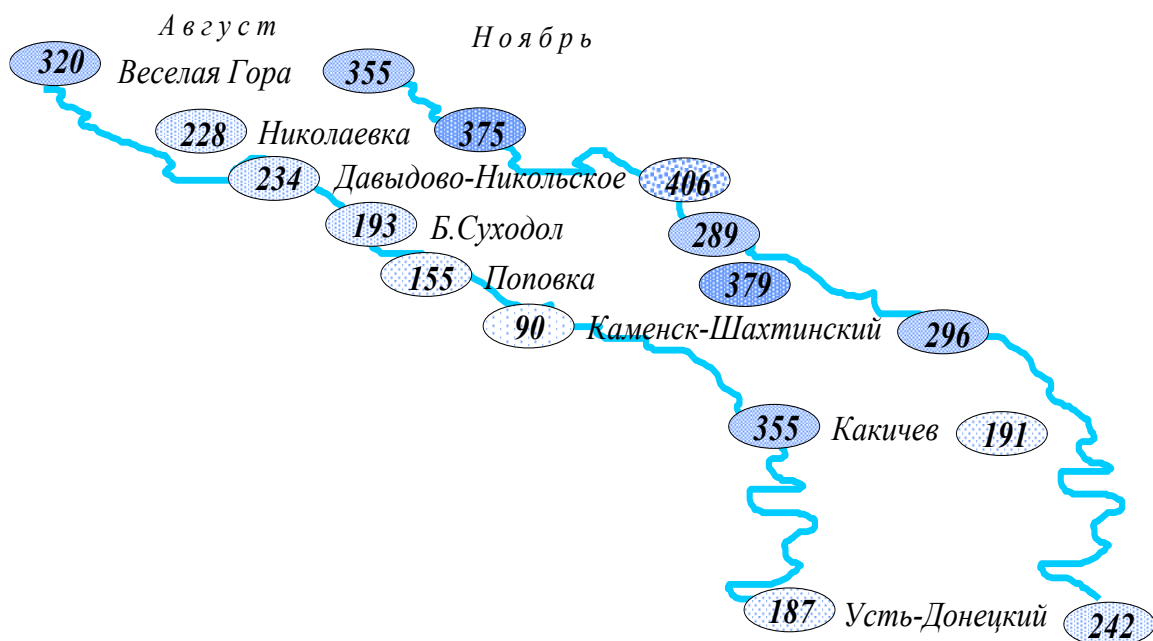 Август
Ноябрь
320 Веселая Гора 355
228 Николаевка 375
234 Давыдово-Никольское 406
193 Б.Суходол 289
155 Поповка 379
90 Каменск-Шахтинский 296
355 Какичев 191
187 Усть-Донецкий 242